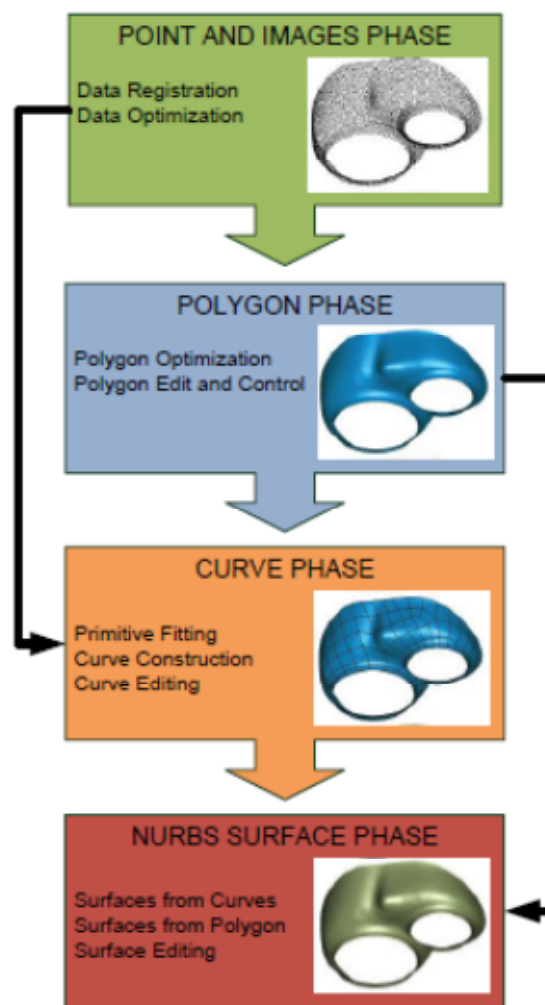 POINT AND IMAGES PHASE
Data Registration
Data Optimization
POLYGON PHASE
Polygon Optimization
Polygon Edit and Control
CURVE PHASE
Primitive Fitting
Curve Construction
Curve Editing
NURBS SURFACE PHASE
Surfaces from Curves
Surfaces from Polygon
Surface Editing